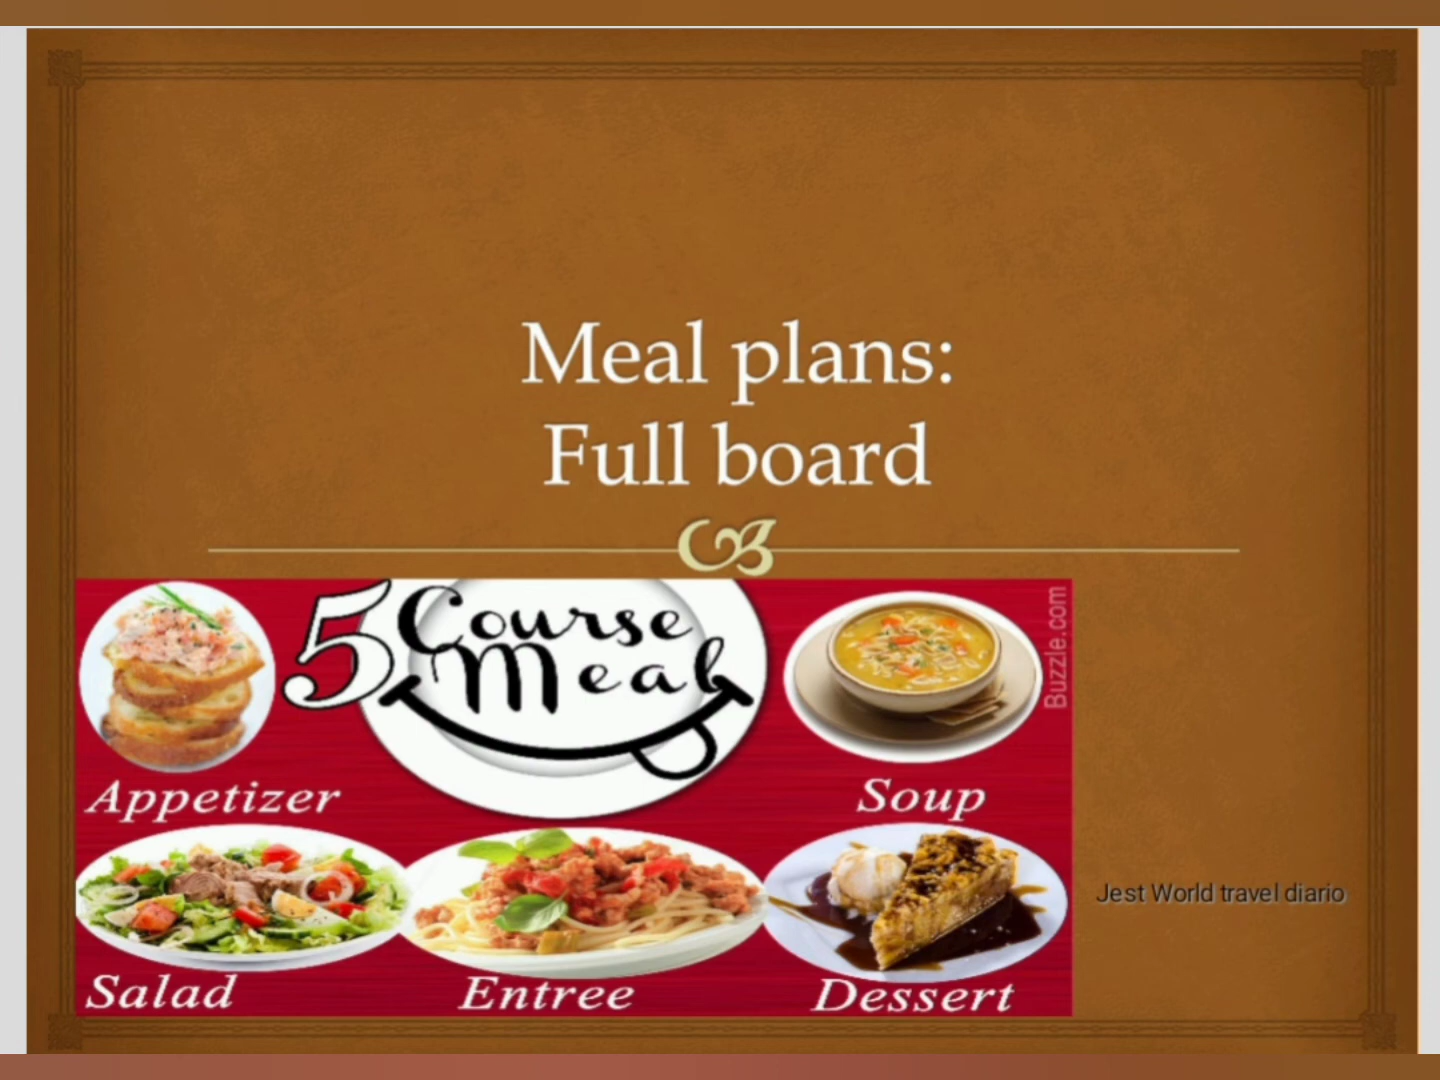 Meal plans:
Full board
5 Course
Meal
Buzzle.com
Appetizer
Soup
Jest World travel diario
Salad
Entree
Dessert